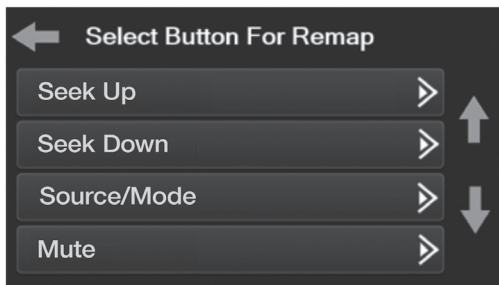 Select Button For Remap
Seek Up
Seek Down
Source/Mode
Mute